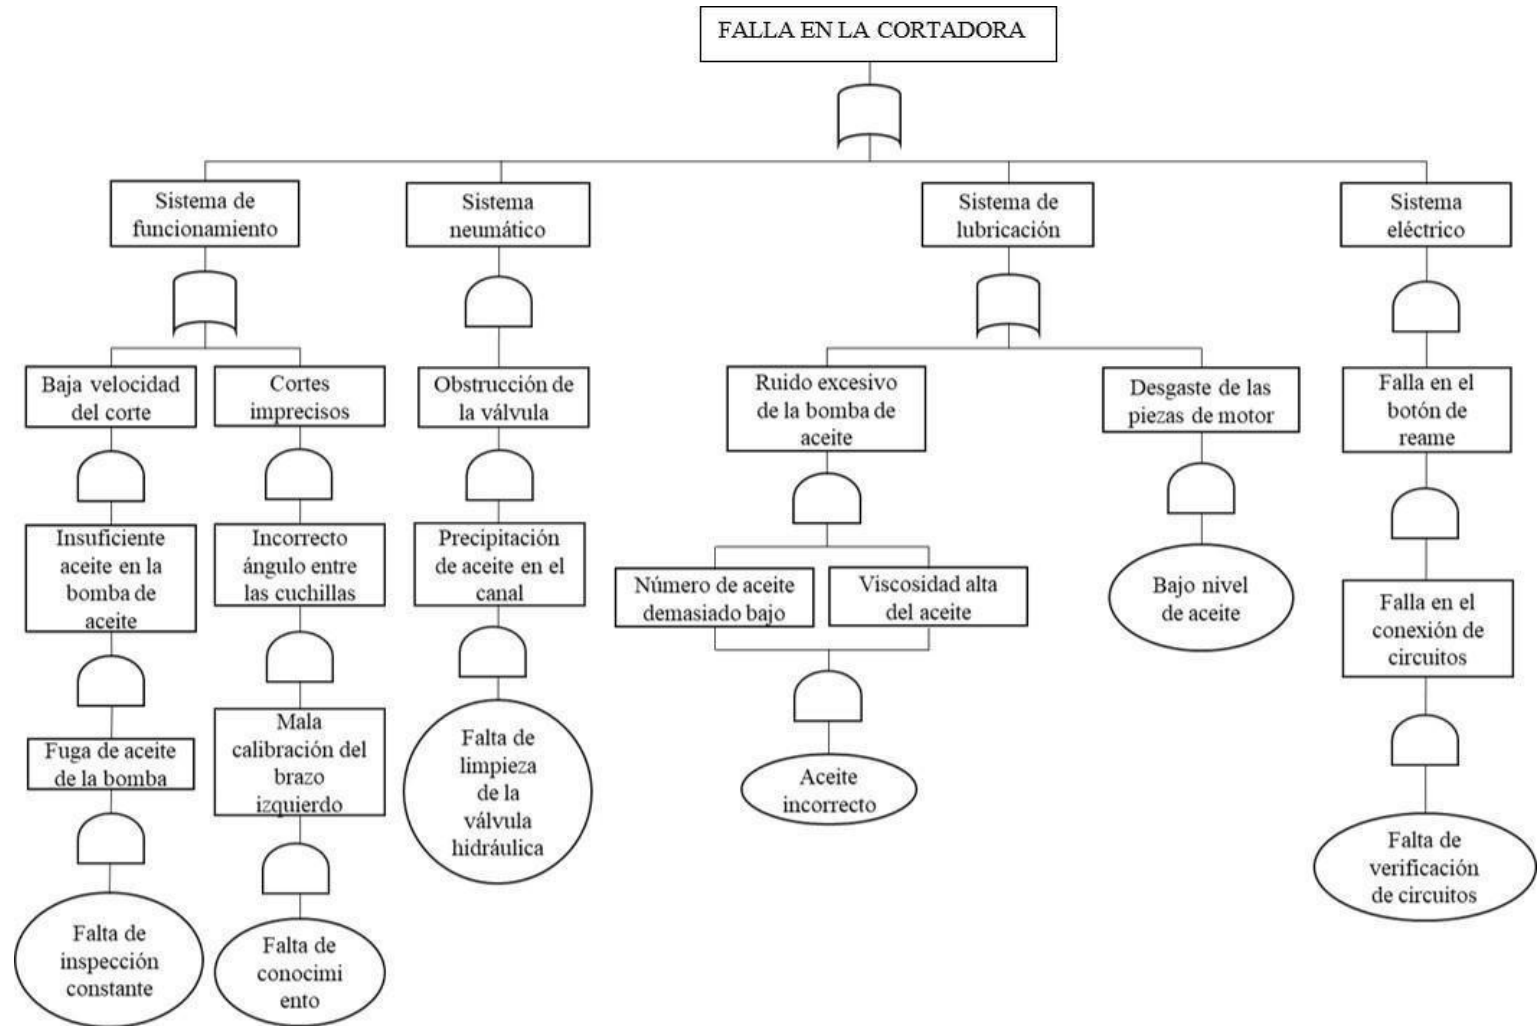 FALLA EN LA CORTADORA
Sistema de
funcionamiento
Sistema
neumático
Sistema de
lubricación
Sistema
eléctrico
Baja velocidad
del corte
Cortes
imprecisos
Obstrucción de
la válvula
Ruido excesivo
de la bomba de
aceite
Desgaste de las
piezas de motor
Falla en el
botón de
reame
Insuficiente
aceite en la
bomba de
aceite
Incorrecto
ángulo entre
las cuchillas
Precipitación
de aceite en el
canal
Número de aceite
demasiado bajo
Viscosidad alta
del aceite
Bajo nivel
de aceite
Falla en el
conexión de
circuitos
Fuga de aceite
de la bomba
Mala
calibración del
brazo
izquierdo
Falta de
limpieza
de la
válvula
hidráulica
Aceite
incorrecto
Falta de
verificación
de circuitos
Falta de
inspección
constante
Falta de
conocimi
ento